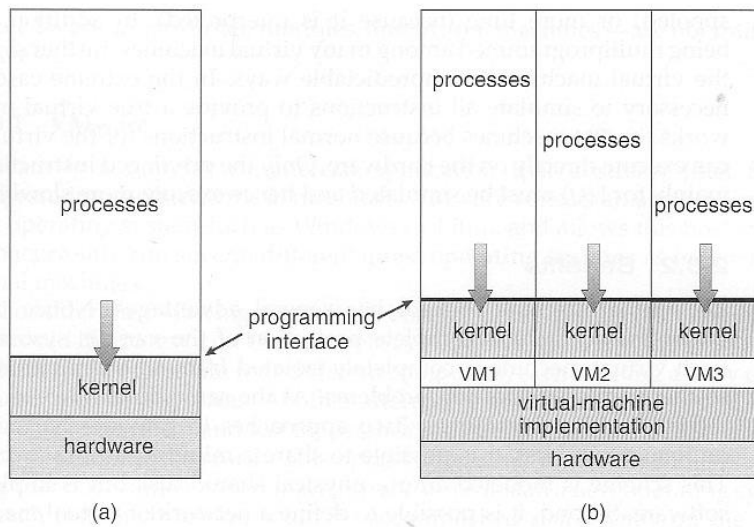 processes
kernel
hardware
(a)
programming
interface
processes
processes
processes
kernel
kernel
kernel
VM1
VM2
VM3
virtual-machine
implementation
hardware
(b)